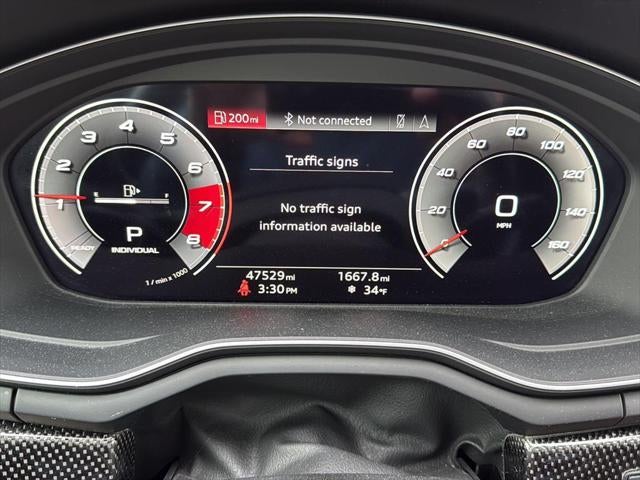 200mi Not connected
Traffic signs
No traffic sign
information available
47529mi 1667.8mi
3:30PM 34°F
READY 1 2 3 4 5 6 7 8
E F
P
INDIVIDUAL
1 / min x 1000
0 20 40 60 80 100 120 140 160
0
MPH